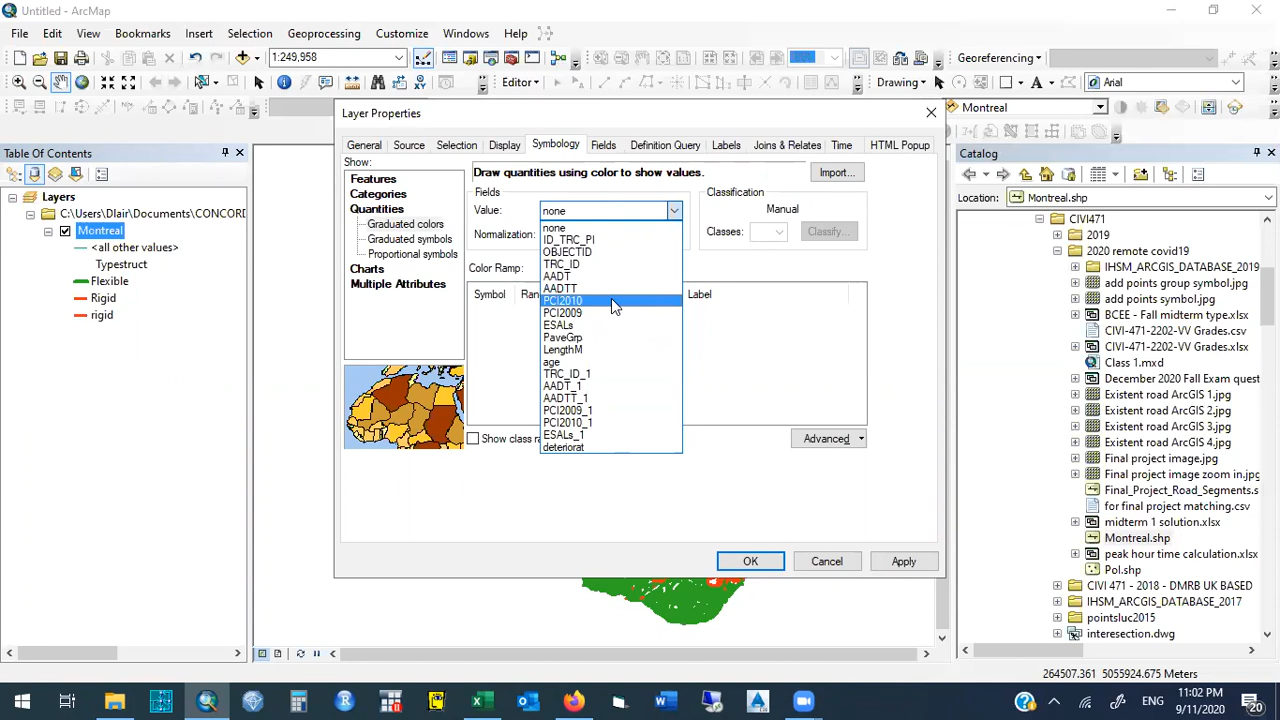 Untitled - ArcMap
File Edit View Bookmarks Insert Selection Geoprocessing Customize Windows Help
1:249,958
Editor
Drawing
Georeferencing
Arial
Montreal
Table Of Contents
Layers
C:\Users\Dlair\Documents\CONCORD
Montreal
<all other values>
Typestruct
Flexible
Rigid
rigid
Layer Properties
General Source Selection Display Symbology Fields Definition Query Labels Joins & Relates Time HTML Popup
Show:
Features
Categories
Quantities
Graduated colors
Graduated symbols
Proportional symbols
Charts
Multiple Attributes
Draw quantities using color to show values.
Import...
Fields
Value: none
Normalization:
Classification
Manual
Classes:
Classify...
Color Ramp:
Symbol Ran Label
none
ID_TRC_PI
OBJECTID
TRC_ID
AADT
AADTT
PCI2010
PCI2009
ESALs
PaveGrp
LengthM
age
TRC_ID_1
AADT_1
AADTT_1
PCI2009_1
PCI2010_1
ESALs_1
deteriorat
Show class ra
Advanced
OK Cancel Apply
Catalog
Location: Montreal.shp
CIVI471
2019
2020 remote covid19
IHSM_ARCGIS_DATABASE_2019
add points group symbol.jpg
add points symbol.jpg
BCEE - Fall midterm type.xlsx
CIVI-471-2202-VV Grades.csv
CIVI-471-2202-VV Grades.xlsx
Class 1.mxd
December 2020 Fall Exam quest
Existent road ArcGIS 1.jpg
Existent road ArcGIS 2.jpg
Existent road ArcGIS 3.jpg
Existent road ArcGIS 4.jpg
Final project image.jpg
Final project image zoom in.jpg
Final_Project_Road_Segments.s
for final project matching.csv
midterm 1 solution.xlsx
Montreal.shp
peak hour time calculation.xlsx
Pol.shp
CIVI 471 - 2018 - DMRB UK BASED
IHSM_ARCGIS_DATABASE_2017
pointsluc2015
interesection.dwg
264507.361 5055924.675 Meters
ENG
11:02 PM
9/11/2020
20